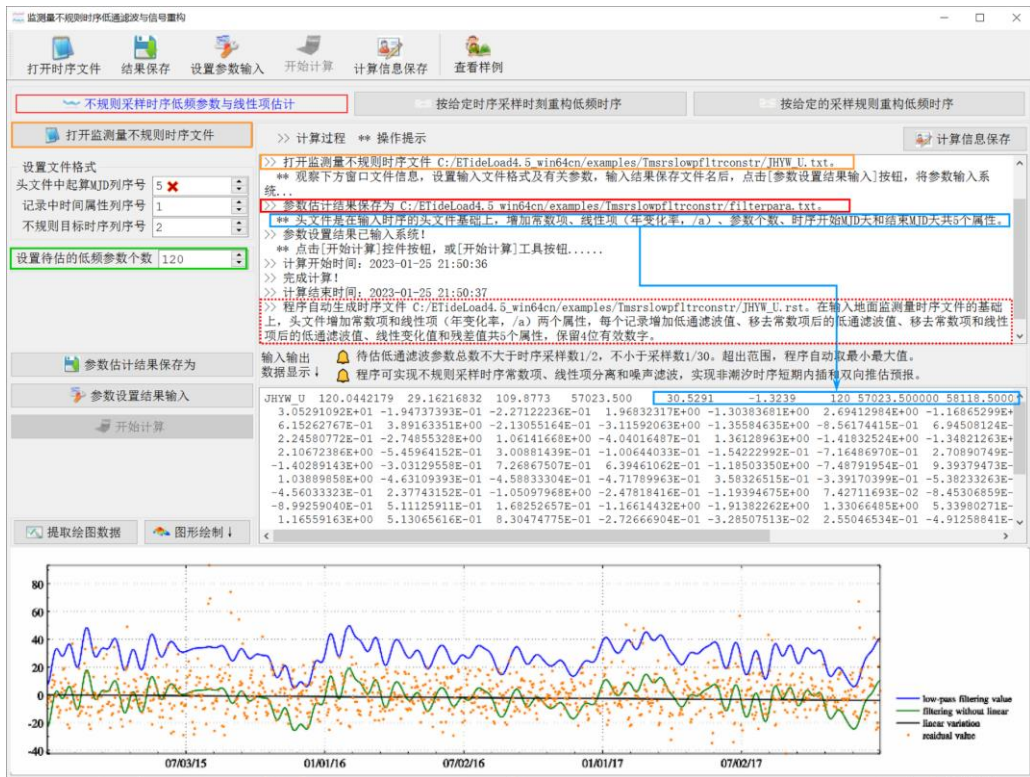 监测量不规则时序低通滤波与信号重构
打开时序文件 结果保存 设置参数输入 开始计算 计算信息保存 查看样例
不规则采样时序低频参数与线性项估计 按给定时序采样时刻重构低频时序 按给定的采样规则重构低频时序
打开监测量不规则时序文件
>> 计算过程 ** 操作提示
计算信息保存
设置文件格式
头文件中起算MJD列序号 5
记录中时间属性列序号 1
不规则目标时序列序号 2
设置待估的低频参数个数 120
>> 打开监测量不规则时序文件 C:/ETideLoad4.5_win64cn/examples/Tmsrslowpfltrconstr/JHYW_U.txt。
** 观察下方窗口文件信息，设置输入文件格式及有关参数，输入结果保存文件名后，点击[参数设置结果输入]按钮，将参数输入系
统...
>> 参数估计结果保存为 C:/ETideLoad4.5_win64cn/examples/Tmsrslowpfltrconstr/filterpara.txt。
** 头文件是在输入时序的头文件基础上，增加常数项、线性项（年变化率，/a）、参数个数、时序开始MJD大和结束MJD大共5个属性。
>> 参数设置结果已输入系统！
** 点击[开始计算]控件按钮，或[开始计算]工具按钮......
>> 计算开始时间：2023-01-25 21:50:36
>> 完成计算！
>> 计算结束时间：2023-01-25 21:50:37
>> 程序自动生成时序文件 C:/ETideLoad4.5_win64cn/examples/Tmsrslowpfltrconstr/JHYW_U.rst。在输入地面监测量时序文件的基础
上，头文件增加常数项和线性项（年变化率，/a）两个属性，每个记录增加低通滤波值、移去常数项后的低通滤波值、移去常数项和线性
项后的低通滤波值、线性变化值和残差值共5个属性，保留4位有效数字。
参数估计结果保存为
参数设置结果输入
开始计算
提取绘图数据 图形绘制↓
输入输出
数据显示↓
待估低通滤波参数总数不大于时序采样数1/2，不小于采样数1/30。超出范围，程序自动取最小最大值。
程序可实现不规则采样时序常数项、线性项分离和噪声滤波，实现非潮汐时序短期内插和双向推估预报。
JHYW_U 120.0442179 29.16216832 109.8773 57023.500 30.5291 -1.3239 120 57023.500000 58118.5000
3.05291092E+01 -1.94737393E-01 -2.27122236E-01 1.96832317E+00 -1.30383681E+00 2.69412984E+00 -1.16865299E+
6.15262767E-01 3.89163351E+00 -2.13055164E-01 -3.11592063E+00 -1.35584635E+00 -8.56174415E-01 6.94508124E-
2.24580772E-01 -2.74855328E+00 1.06141668E+00 -4.04016487E-01 1.36128963E+00 -1.41832524E+00 -1.34821263E+
2.10672386E+00 -5.45964152E-01 3.00881439E-01 -1.00644033E-01 -1.54222992E-01 -7.16486970E-01 2.70890749E-
-1.40289143E+00 -3.03129558E-01 7.26867507E-01 6.39461062E-01 -1.18503350E+00 -7.48791954E-01 9.39379473E-
1.03889858E+00 -4.63109393E-01 -4.58833304E-01 -4.71789963E-01 3.58326515E-01 -3.39170399E-01 -5.38233263E-
-4.56033323E-01 2.37743152E-01 -1.05097968E+00 -2.47818416E-01 -1.19394675E+00 7.42711693E-02 -8.45306859E-
-8.99259040E-01 5.11125911E-01 1.68252657E-01 -1.16614432E+00 -1.91382262E+00 1.33066485E+00 5.33980271E-
1.16559163E+00 5.13065616E-01 8.30474775E-01 -2.72666904E-01 -3.28507513E-02 2.55046534E-01 -4.91258841E-
80
60
40
20
0
-20
-40
07/03/15 01/01/16 07/02/16 01/01/17 07/02/17
low-pass filtering value
filtering without linear
linear variation
residual value